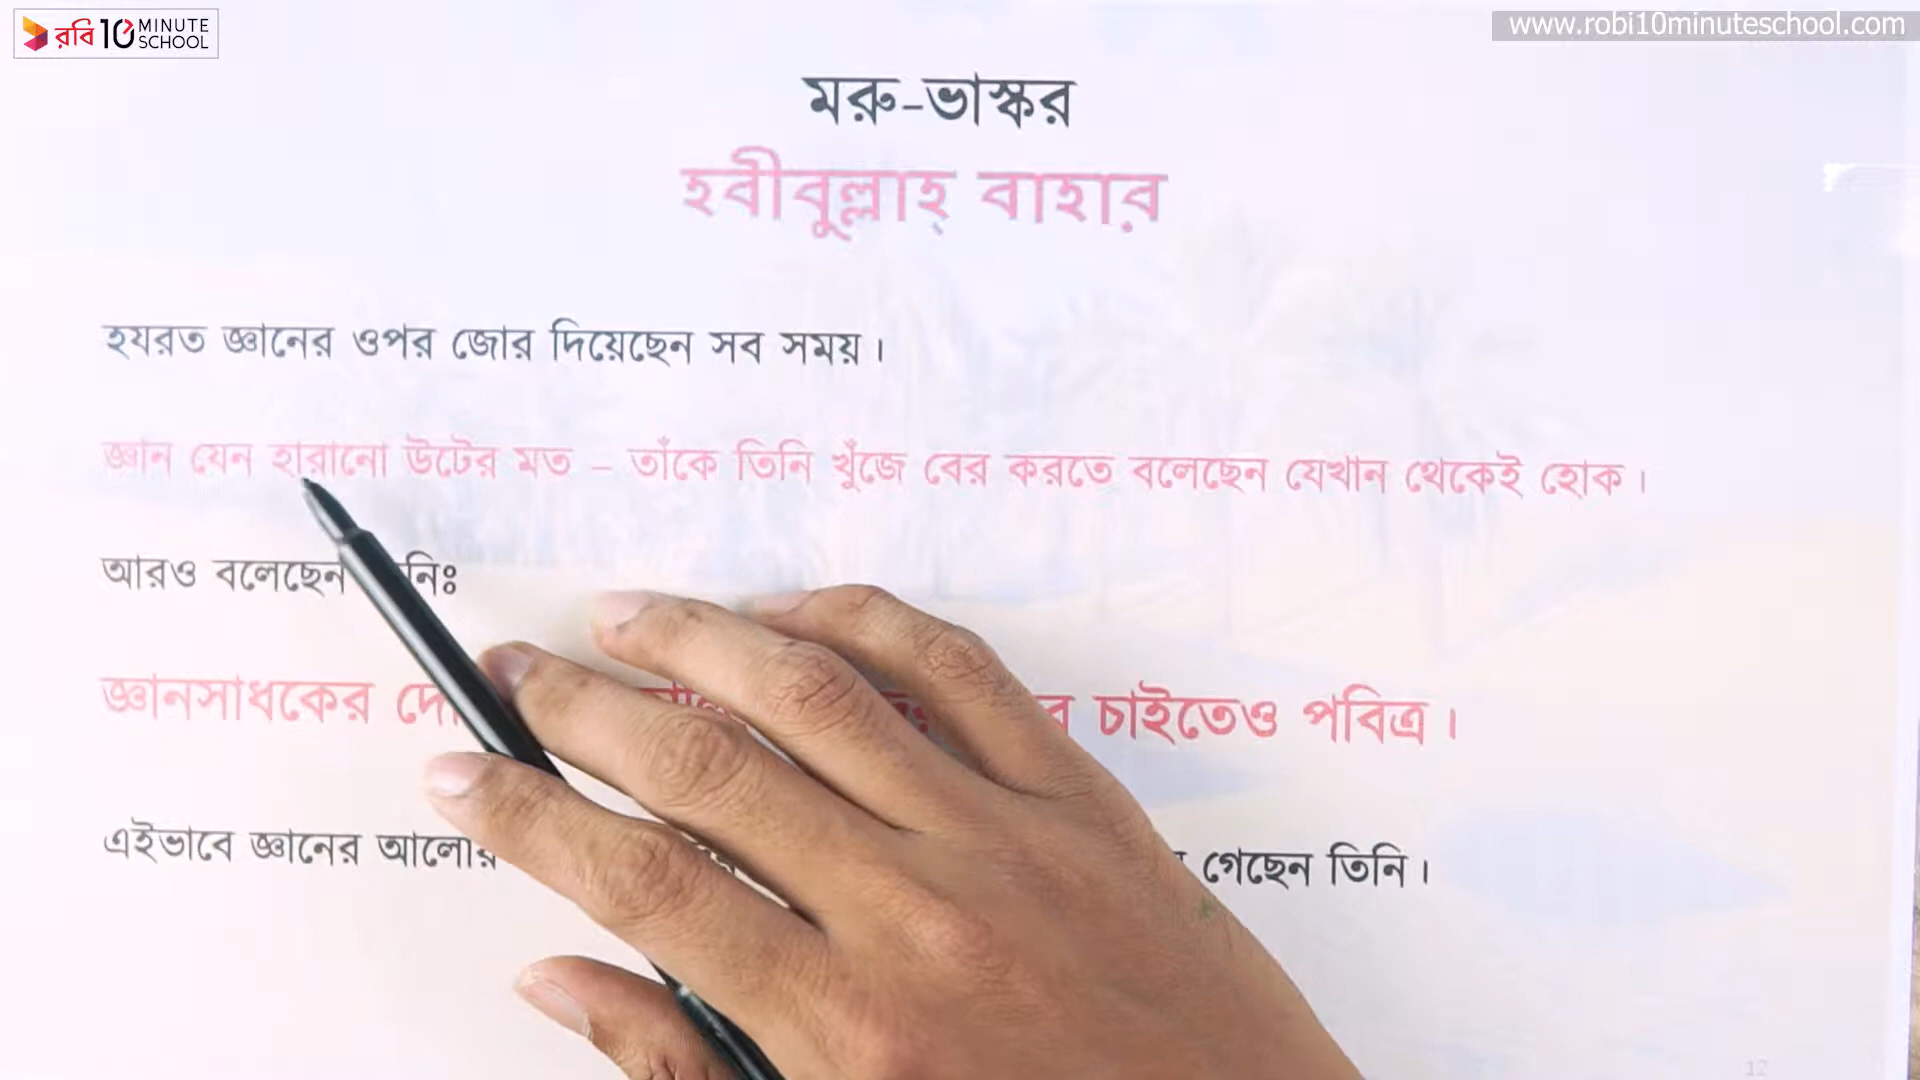 রবি 10 MINUTE SCHOOL
www.robi10minuteschool.com
মরু-ভাস্কর
হবীবুল্লাহ্ বাহার
হযরত জ্ঞানের ওপর জোর দিয়েছেন সব সময়।
জ্ঞান যেন হারানো উটের মত – তাঁকে তিনি খুঁজে বের করতে বলেছেন যেখান থেকেই হোক।
আরও বলেছেন
জ্ঞানসাধকের চাইতেও পবিত্র।
এইভাবে জ্ঞানের আলোর গেছেন তিনি।
12